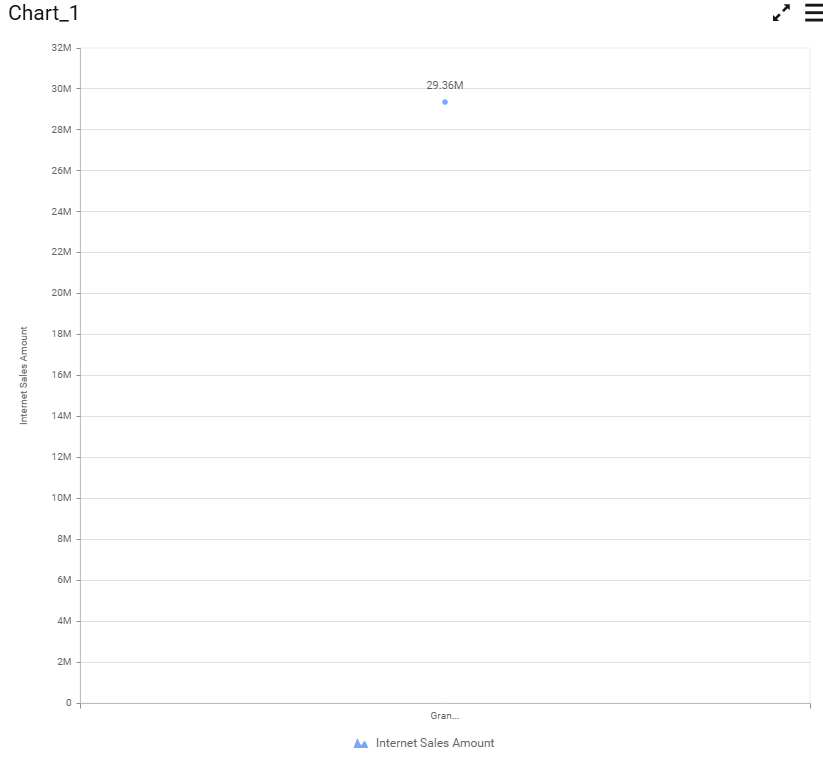 Chart_1
32M
29.36M
30M
28M
26M
24M
22M
20M
18M
16M
14M
12M
10M
8M
6M
4M
2M
0
Internet Sales Amount
Gran...
Internet Sales Amount